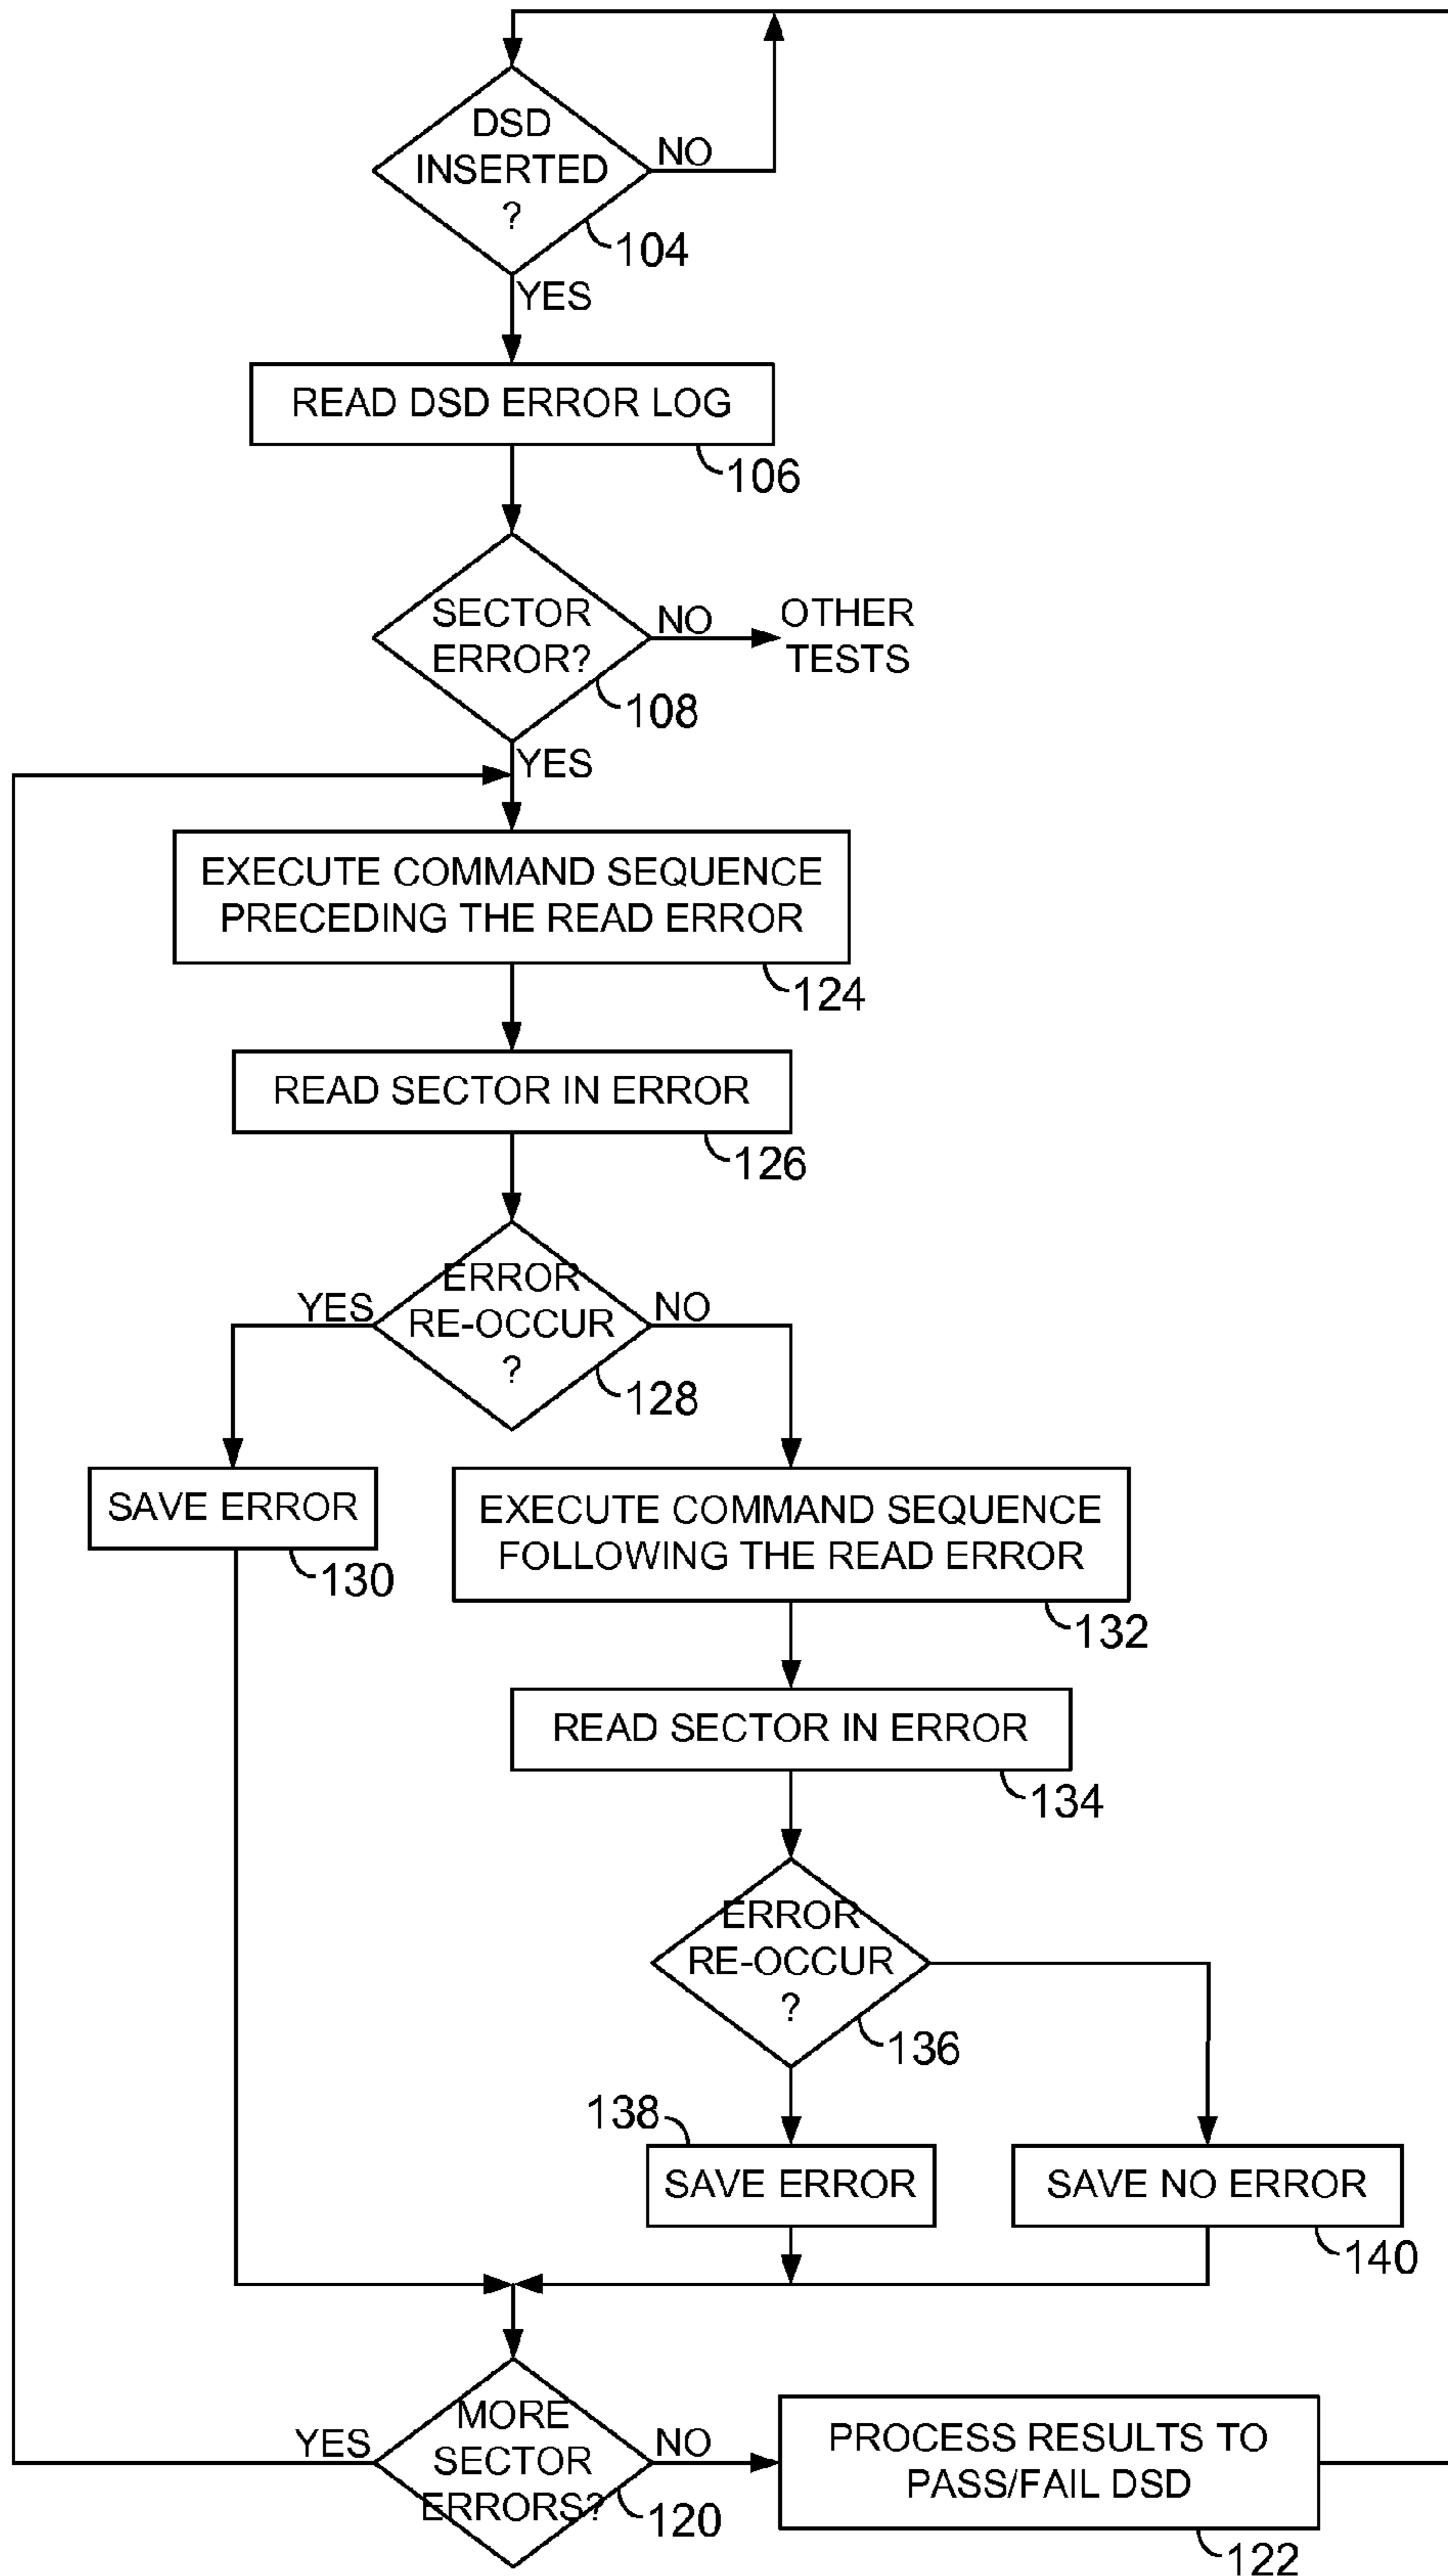 DSD
INSERTED
?
NO
104
YES
READ DSD ERROR LOG
106
SECTOR
ERROR?
NO
OTHER
TESTS
108
YES
EXECUTE COMMAND SEQUENCE
PRECEDING THE READ ERROR
124
READ SECTOR IN ERROR
126
ERROR
RE-OCCUR
?
YES
NO
128
SAVE ERROR
130
EXECUTE COMMAND SEQUENCE
FOLLOWING THE READ ERROR
132
READ SECTOR IN ERROR
134
ERROR
RE-OCCUR
?
136
138
SAVE ERROR
SAVE NO ERROR
140
MORE
SECTOR
ERRORS?
YES
NO
120
PROCESS RESULTS TO
PASS/FAIL DSD
122